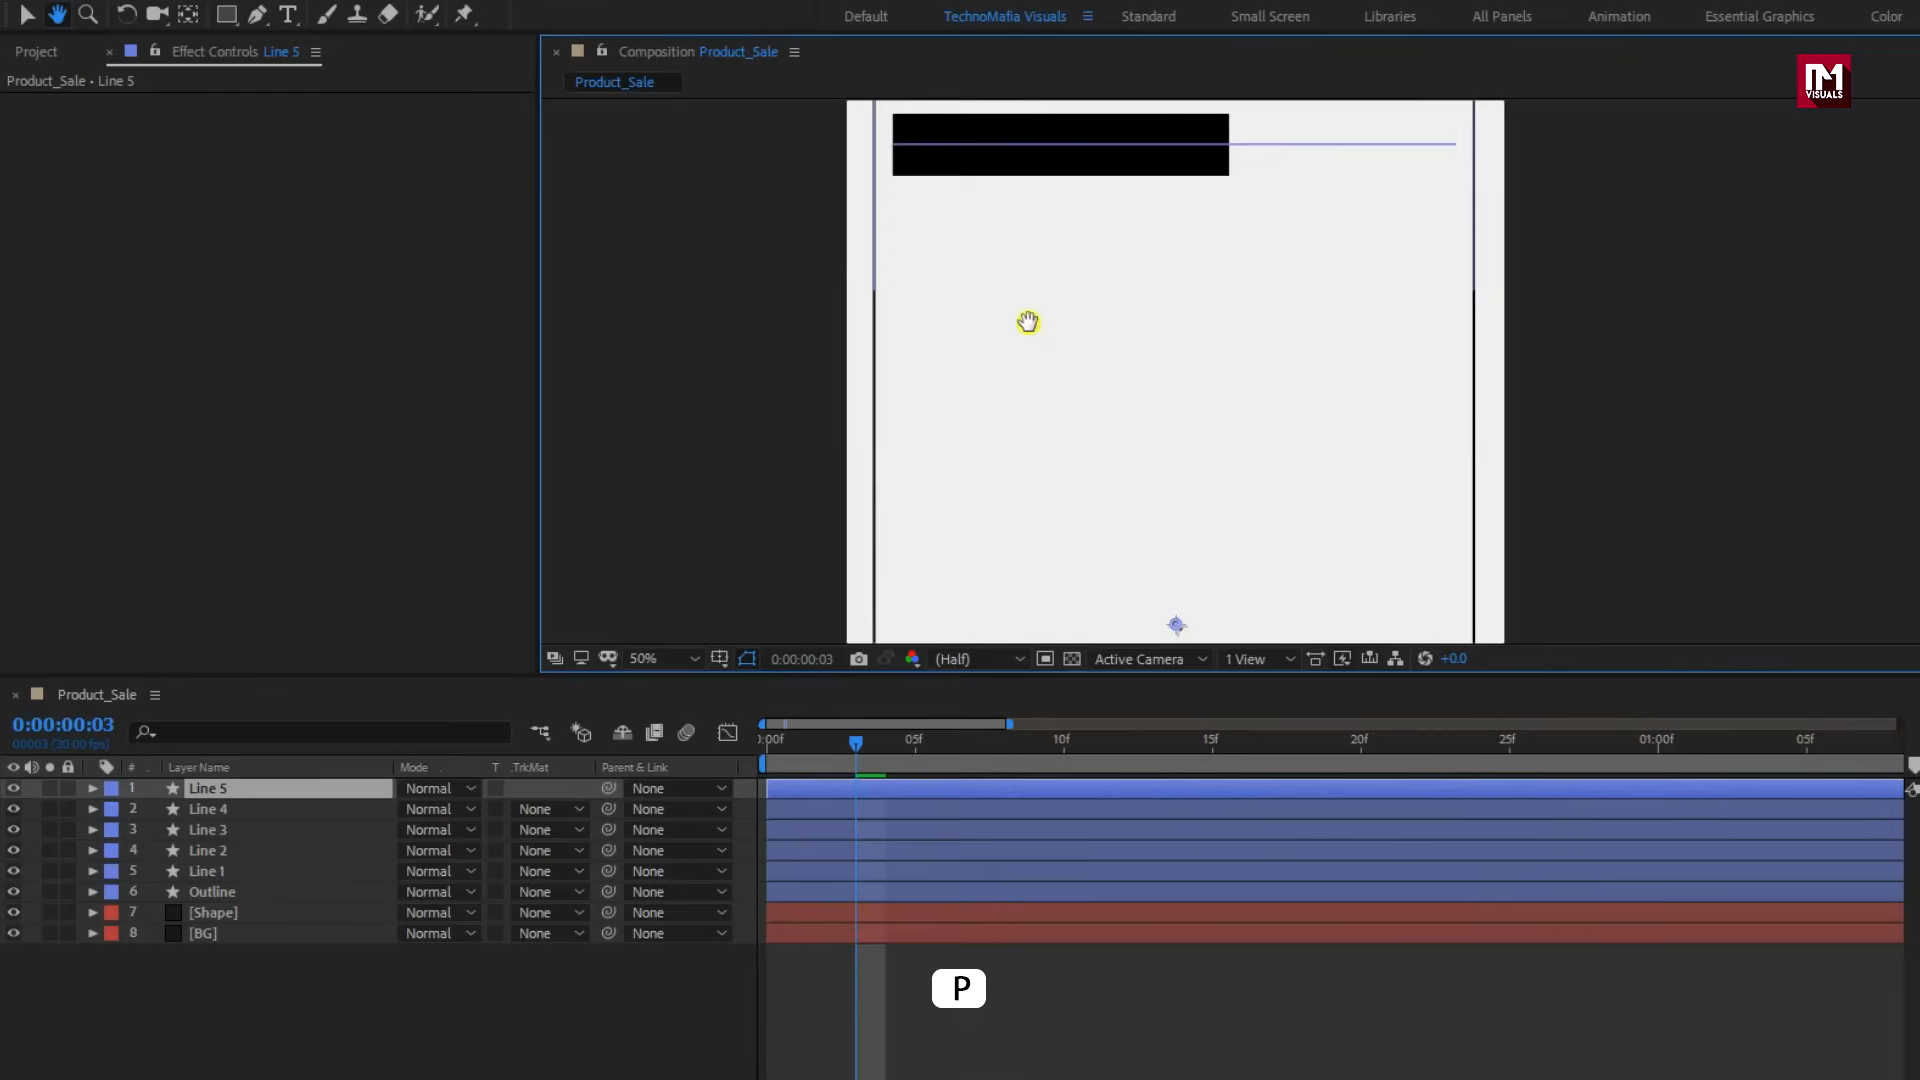 Default
TechnoMafia Visuals
Standard
Small Screen
Libraries
All Panels
Animation
Essential Graphics
Color
Project
Effect Controls Line 5
Composition Product_Sale
Product_Sale • Line 5
Product_Sale
VISUALS
50%
0:00:00:03
(Half)
Active Camera
1 View
+0.0
Product_Sale
0:00:00:03
00003 (30.00 fps)
:00f
05f
10f
15f
20f
25f
01:00f
05f
# Layer Name Mode T .TrkMat Parent & Link
1 Line 5 Normal None
2 Line 4 Normal None None
3 Line 3 Normal None None
4 Line 2 Normal None None
5 Line 1 Normal None None
6 Outline Normal None None
7 [Shape] Normal None None
8 [BG] Normal None None
P